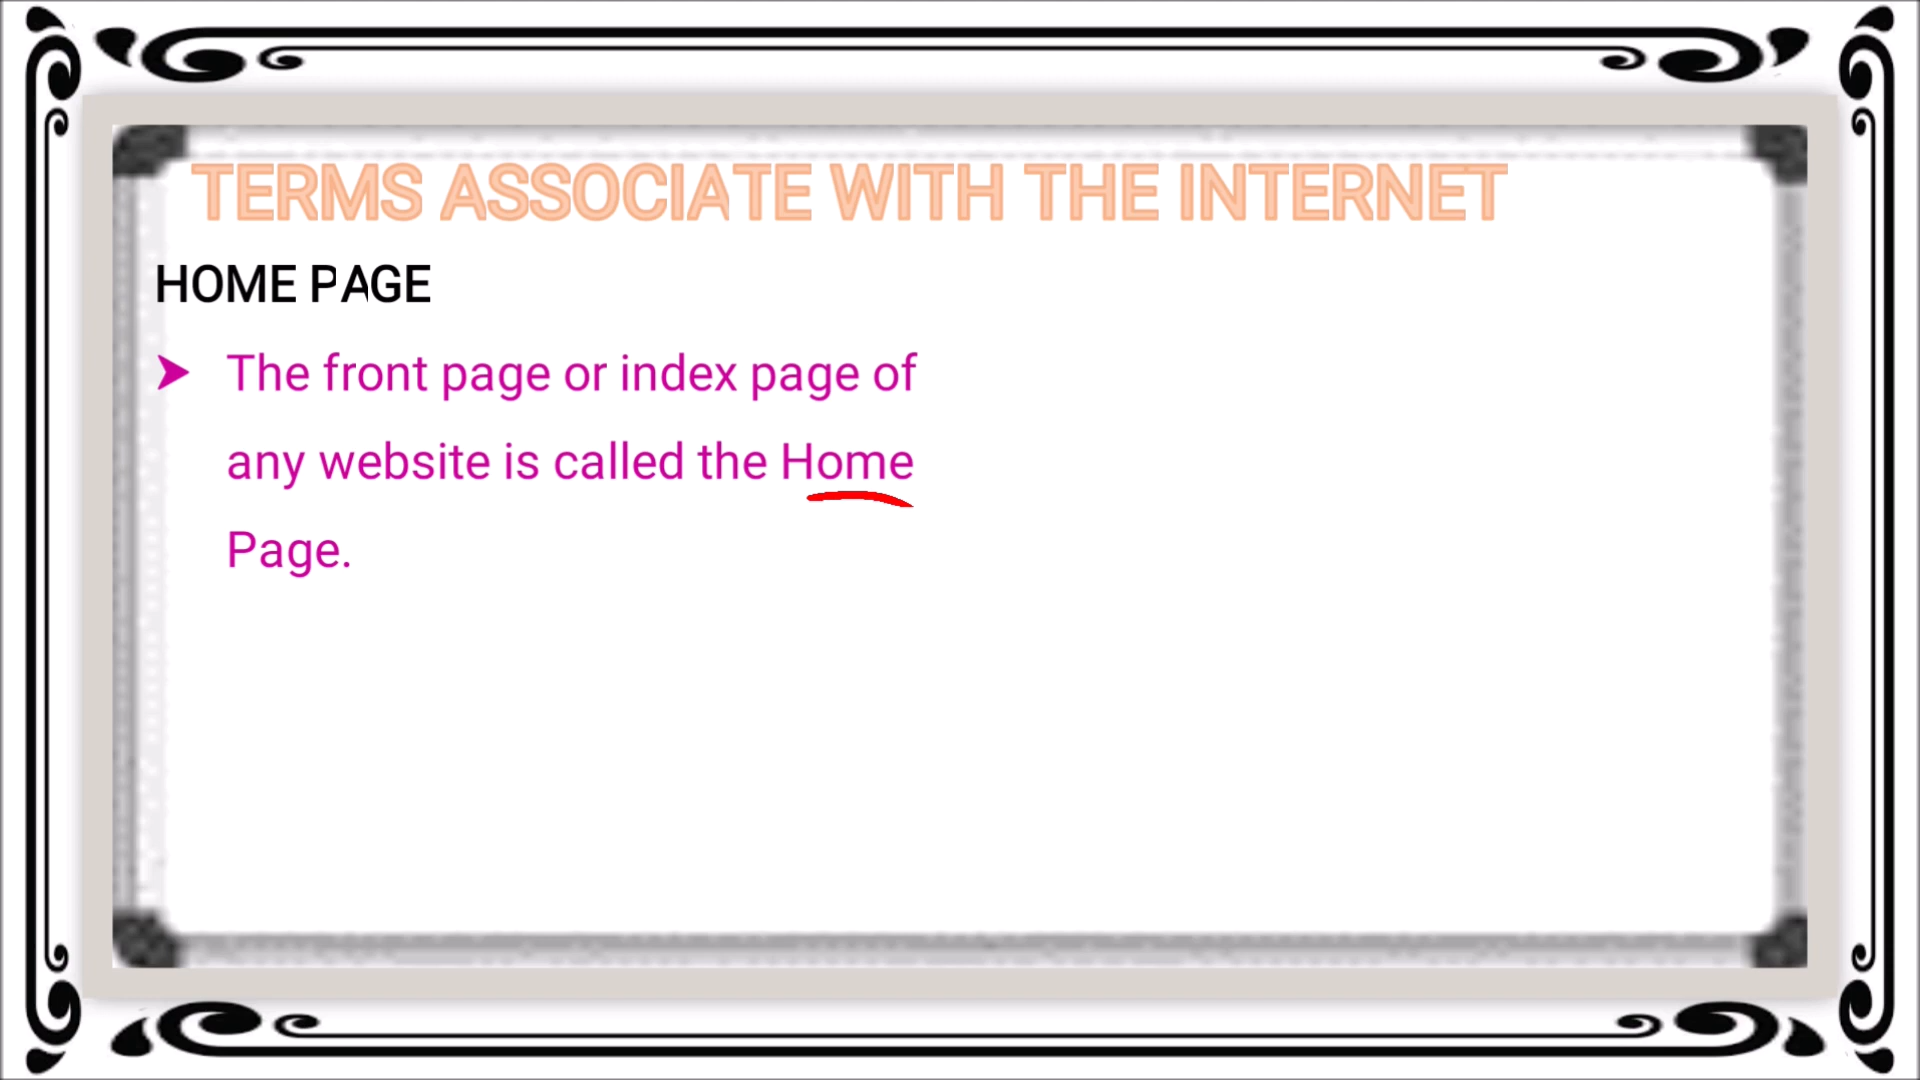 TERMS ASSOCIATE WITH THE INTERNET
HOME PAGE
➤ The front page or index page of
any website is called the Home
Page.